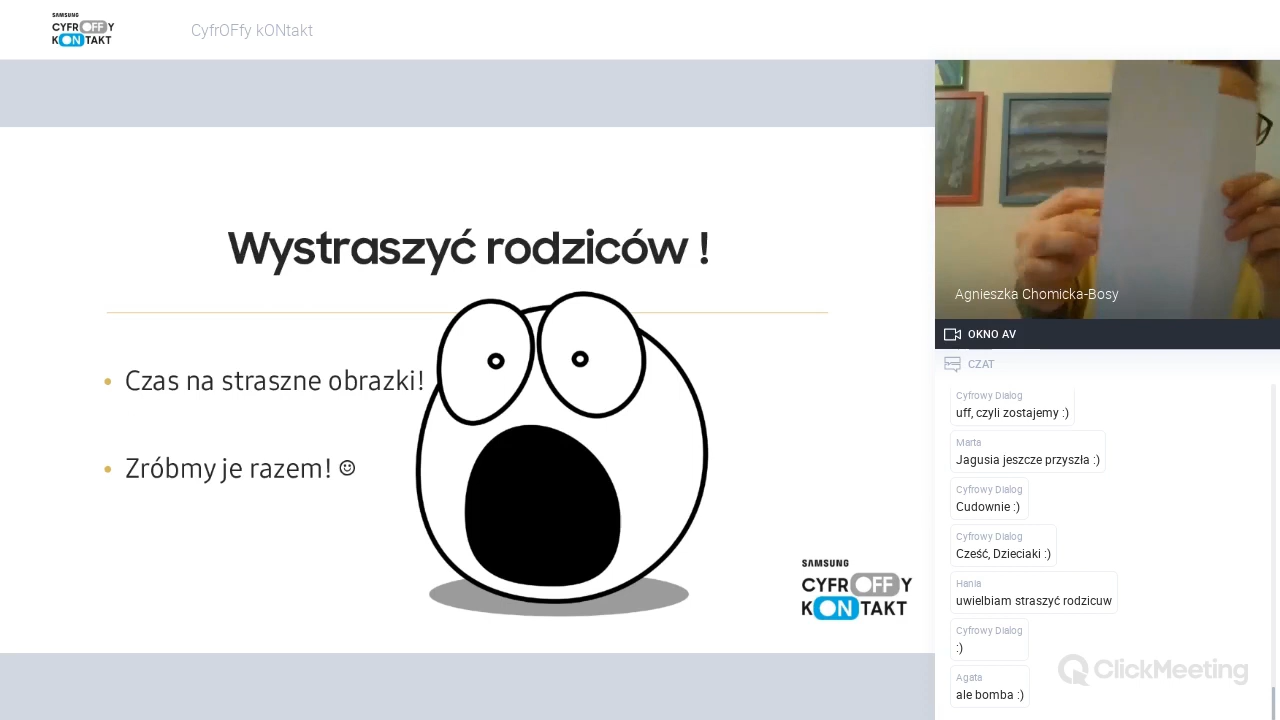 SAMSUNG
CYFROFFY
KONTAKT
CyfrOFfy kONtakt
Wystraszyć rodziców !
Czas na straszne obrazki!
Zróbmy je razem! ☺
SAMSUNG
CYFROFFY
KONTAKT
Agnieszka Chomicka-Bosy
OKNO AV
CZAT
Cyfrowy Dialog
uff, czyli zostajemy :)
Marta
Jagusia jeszcze przyszła :)
Cyfrowy Dialog
Cudownie :)
Cyfrowy Dialog
Cześć, Dzieciaki :)
Hania
uwielbiam straszyć rodzicuw
Cyfrowy Dialog
:)
Agata
ale bomba :)
ClickMeeting